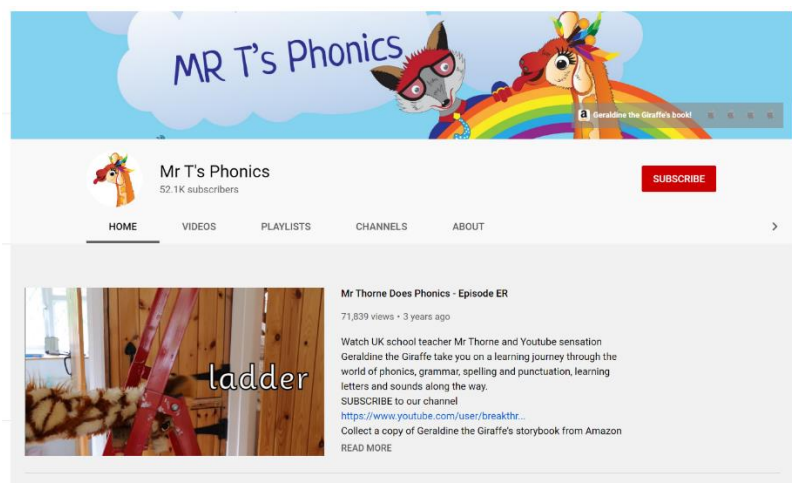 MR T's Phonics
a Geraldine the Giraffe's book!
Mr T's Phonics
52.1K subscribers
SUBSCRIBE
HOME VIDEOS PLAYLISTS CHANNELS ABOUT
ladder
Mr Thorne Does Phonics - Episode ER
71,839 views • 3 years ago
Watch UK school teacher Mr Thorne and Youtube sensation
Geraldine the Giraffe take you on a learning journey through the
world of phonics, grammar, spelling and punctuation, learning
letters and sounds along the way.
SUBSCRIBE to our channel
https://www.youtube.com/user/breakthr...
Collect a copy of Geraldine the Giraffe's storybook from Amazon
READ MORE